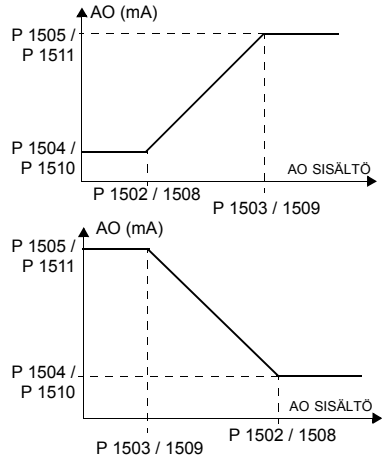 AO (mA)
P 1505 /
P 1511
P 1504 /
P 1510
AO SISÄLTÖ
P 1502 / 1508
P 1503 / 1509
AO (mA)
P 1505 /
P 1511
P 1504 /
P 1510
AO SISÄLTÖ
P 1502 / 1508
P 1503 / 1509